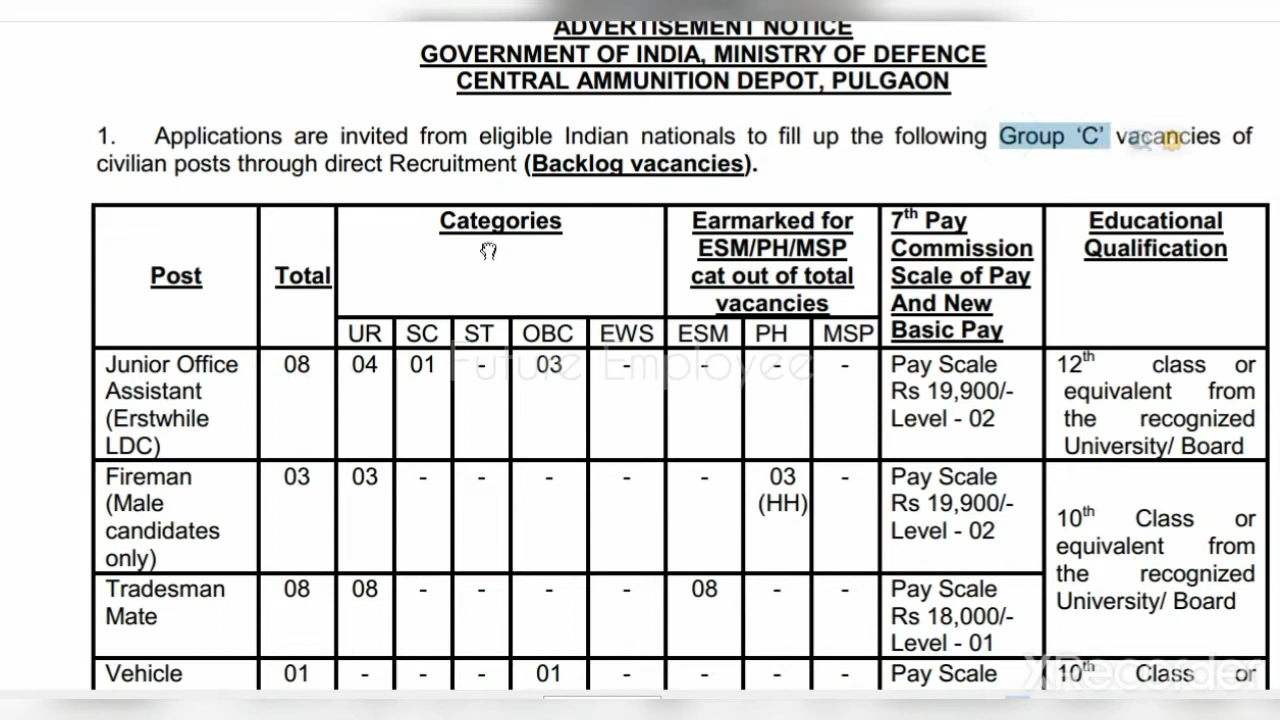 ADVERTISEMENT NOTICE
GOVERNMENT OF INDIA, MINISTRY OF DEFENCE
CENTRAL AMMUNITION DEPOT, PULGAON
1. Applications are invited from eligible Indian nationals to fill up the following Group ‘C’ vacancies of
civilian posts through direct Recruitment (Backlog vacancies).
Post
Total
Categories
Earmarked for
ESM/PH/MSP
cat out of total
vacancies
7th Pay
Commission
Scale of Pay
And New
Basic Pay
Educational
Qualification
UR SC ST OBC EWS ESM PH MSP
Junior Office
Assistant
(Erstwhile
LDC)
08 04 01 - 03 - - - -
Pay Scale
Rs 19,900/-
Level - 02
12th class or
equivalent from
the recognized
University/ Board
Fireman
(Male
candidates
only)
03 03 - - - - - 03 -
(HH)
Pay Scale
Rs 19,900/-
Level - 02
10th Class or
equivalent from
the recognized
University/ Board
Tradesman
Mate
08 08 - - - - 08 - -
Pay Scale
Rs 18,000/-
Level - 01
Vehicle
01 - - - 01 - - - -
Pay Scale
10th Class or
Future Employee
XRecorder